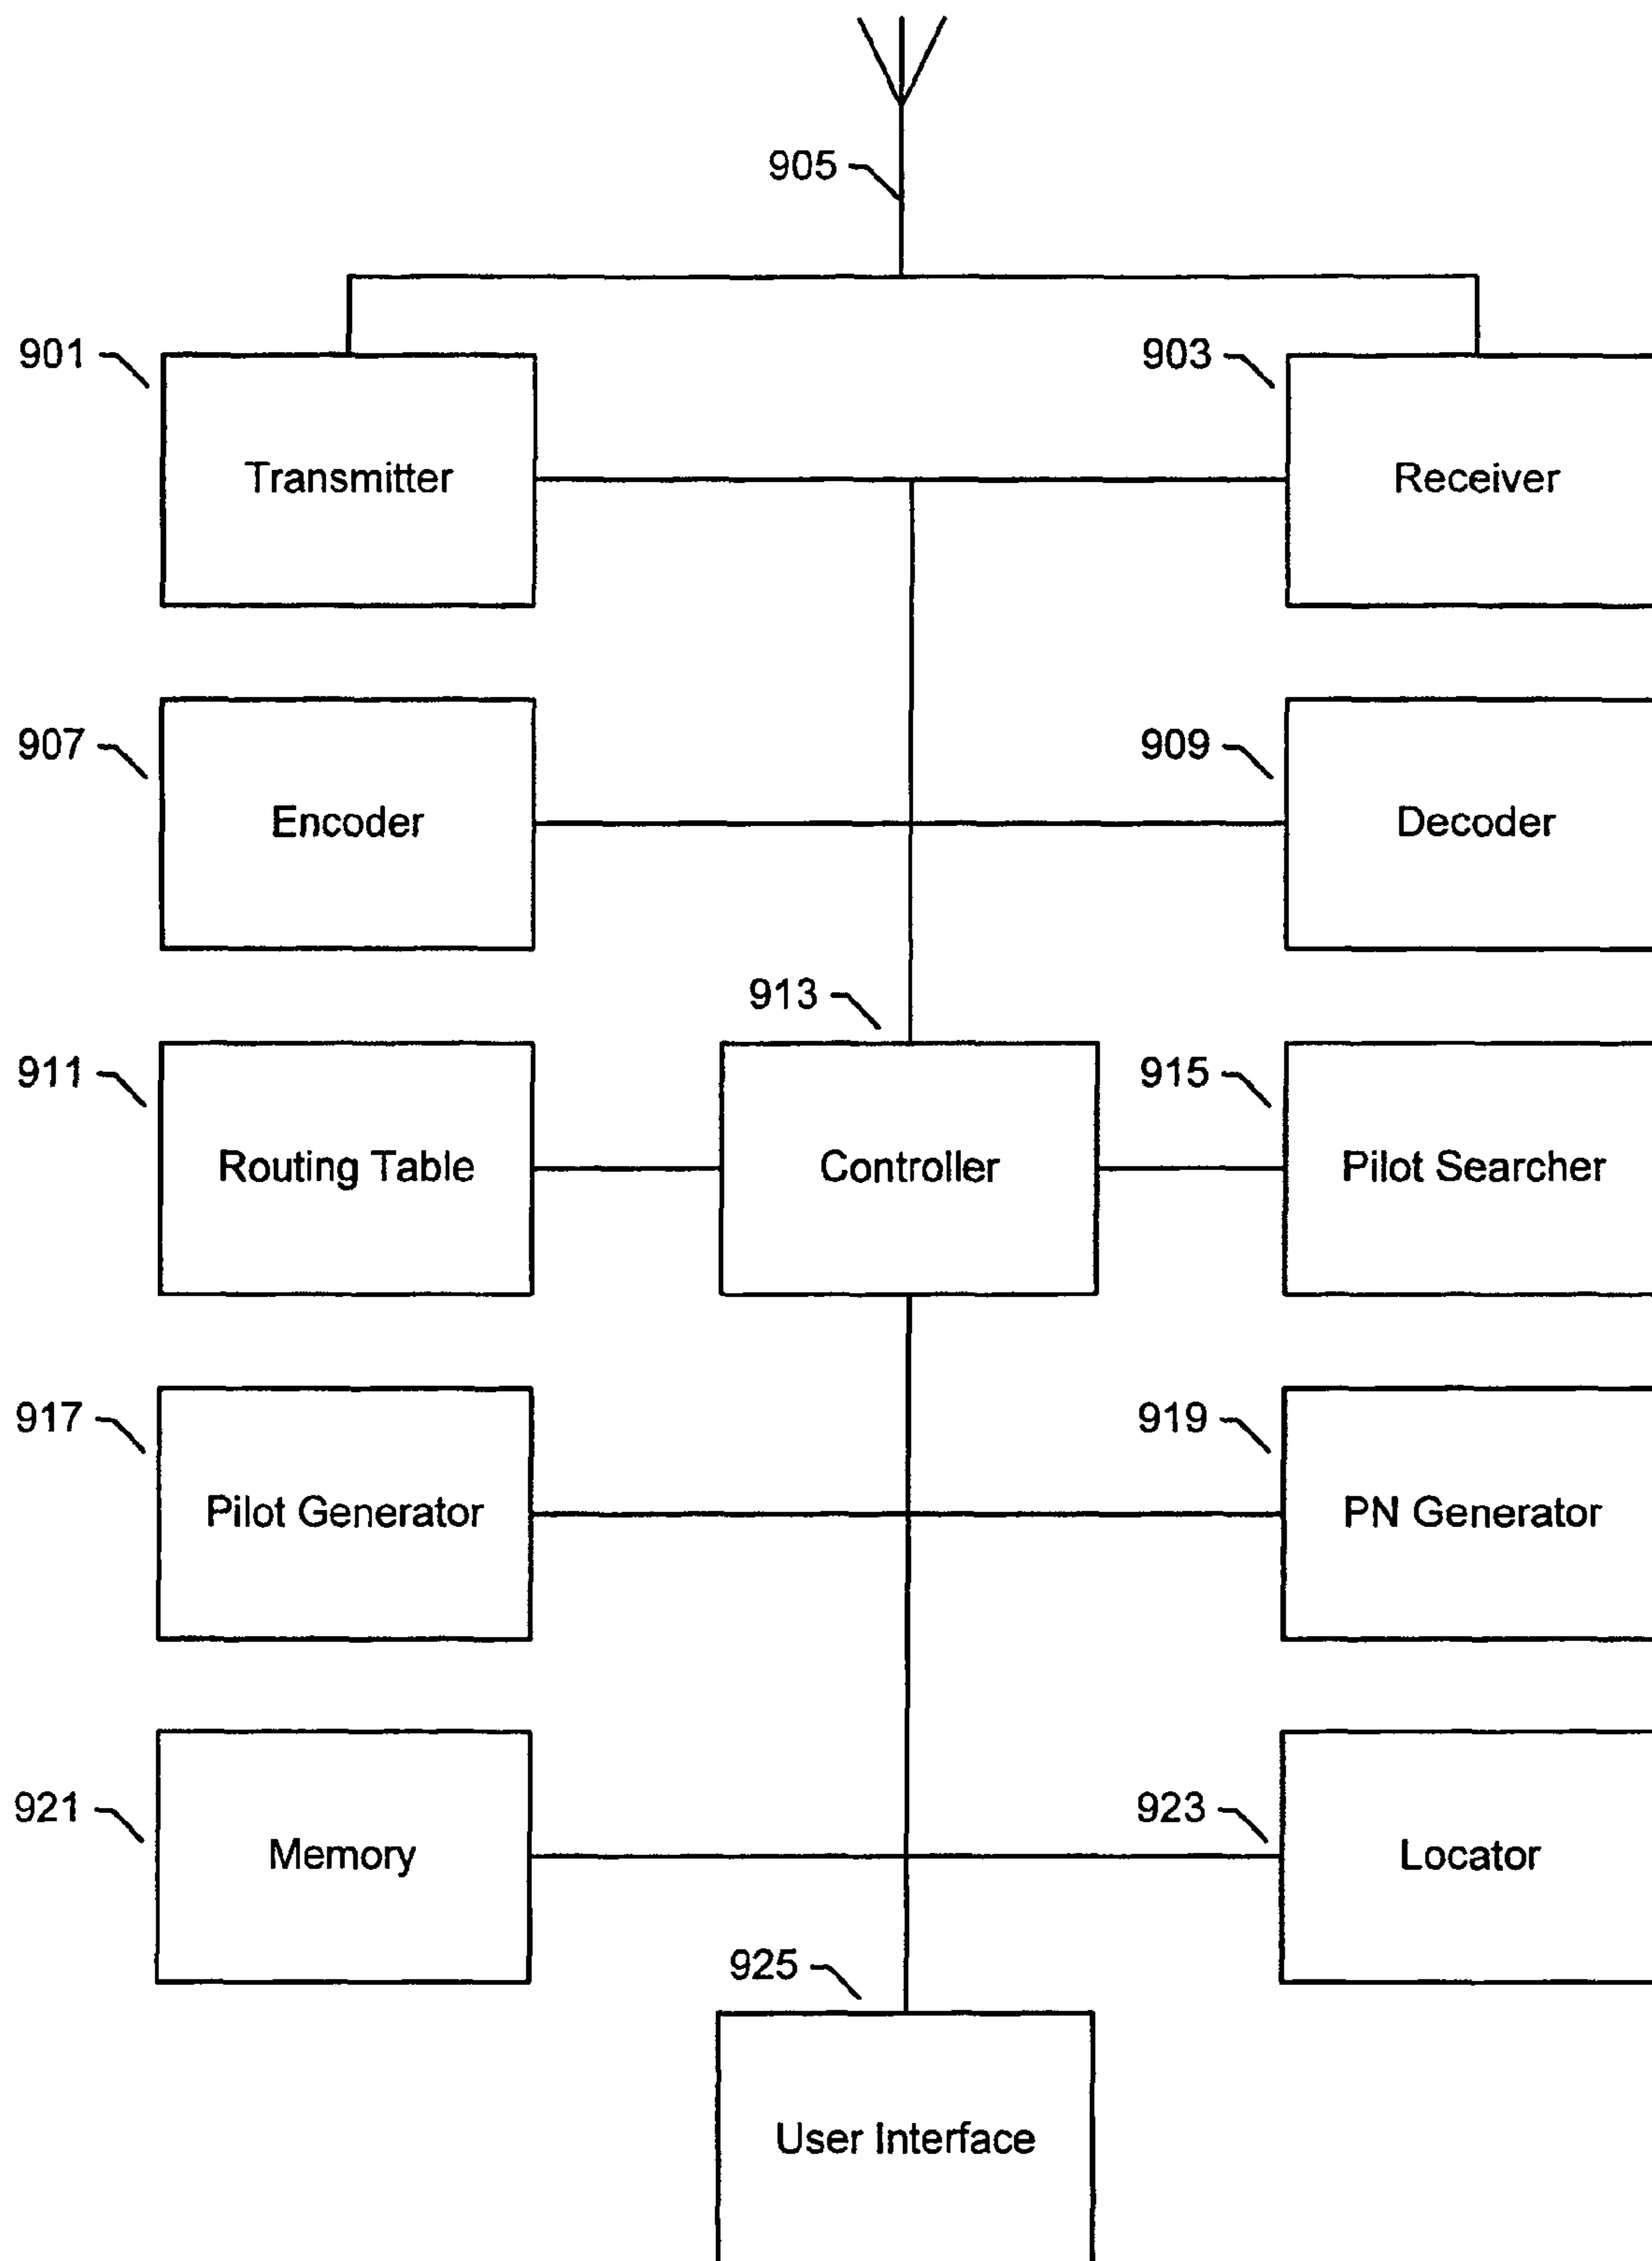 905
901
Transmitter
903
Receiver
907
Encoder
909
Decoder
911
Routing Table
913
Controller
915
Pilot Searcher
917
Pilot Generator
919
PN Generator
921
Memory
923
Locator
925
User Interface